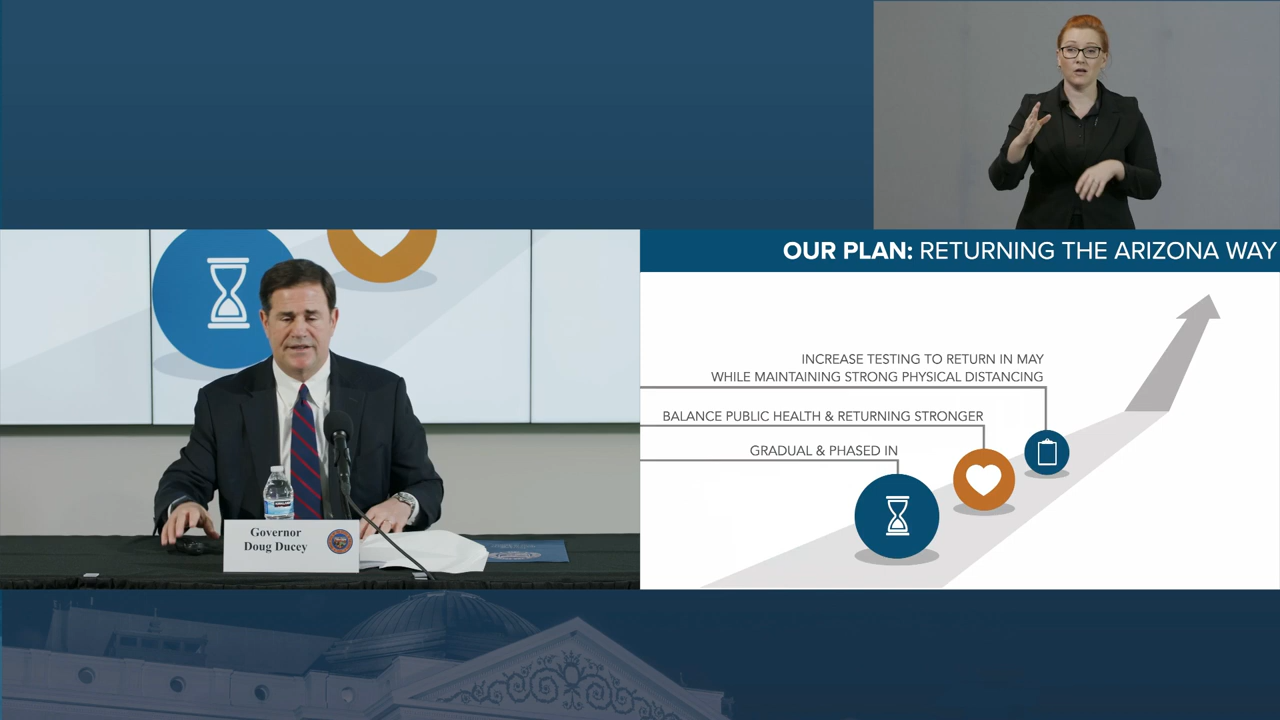 OUR PLAN: RETURNING THE ARIZONA WAY
INCREASE TESTING TO RETURN IN MAY
WHILE MAINTAINING STRONG PHYSICAL DISTANCING
BALANCE PUBLIC HEALTH & RETURNING STRONGER
GRADUAL & PHASED IN
Governor
Doug Ducey